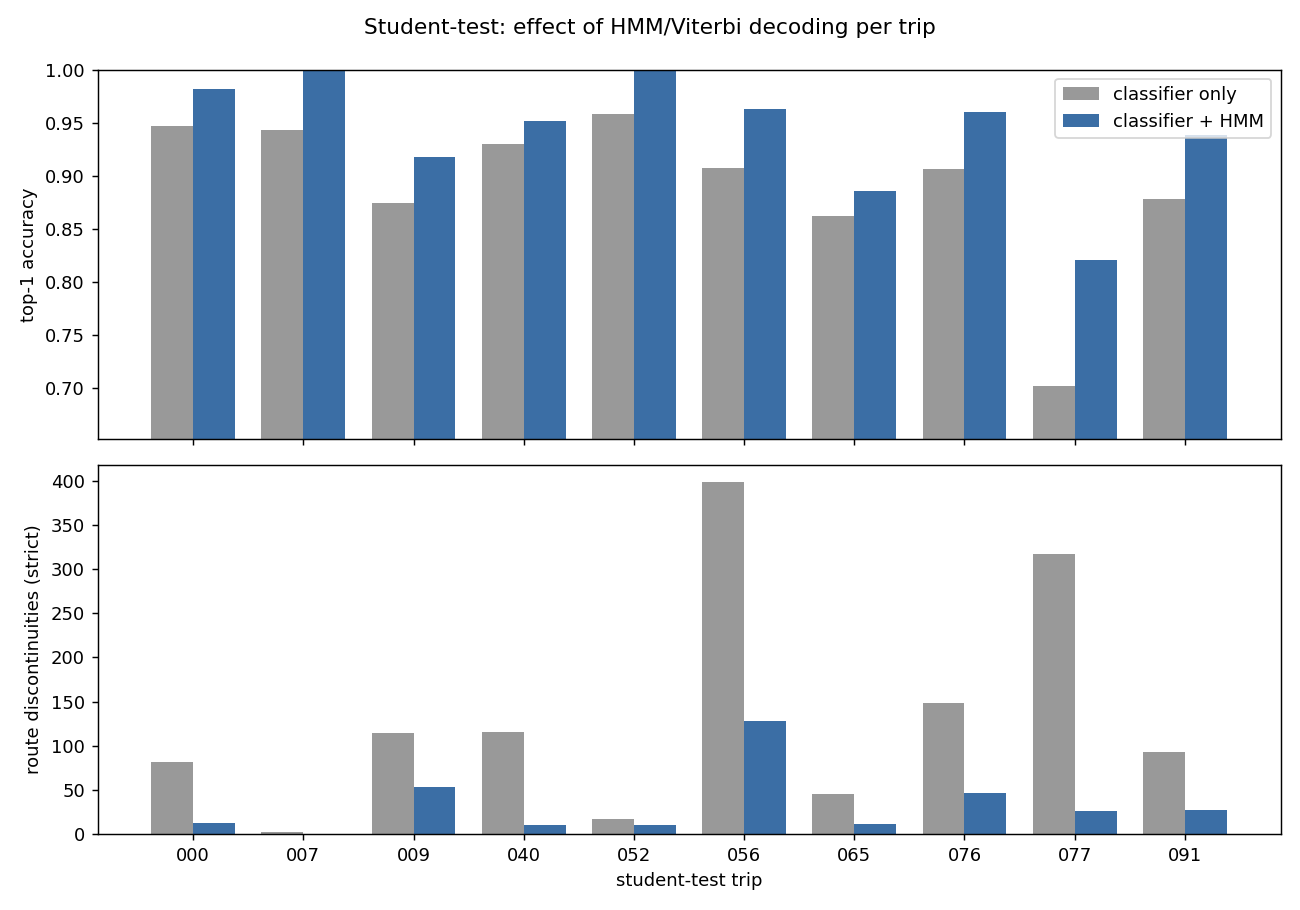 Student-test: effect of HMM/Viterbi decoding per trip
1.00
0.95
0.90
0.85
0.80
0.75
0.70
top-1 accuracy
classifier only
classifier + HMM
400
350
300
250
200
150
100
50
0
route discontinuities (strict)
000 007 009 040 052 056 065 076 077 091
student-test trip